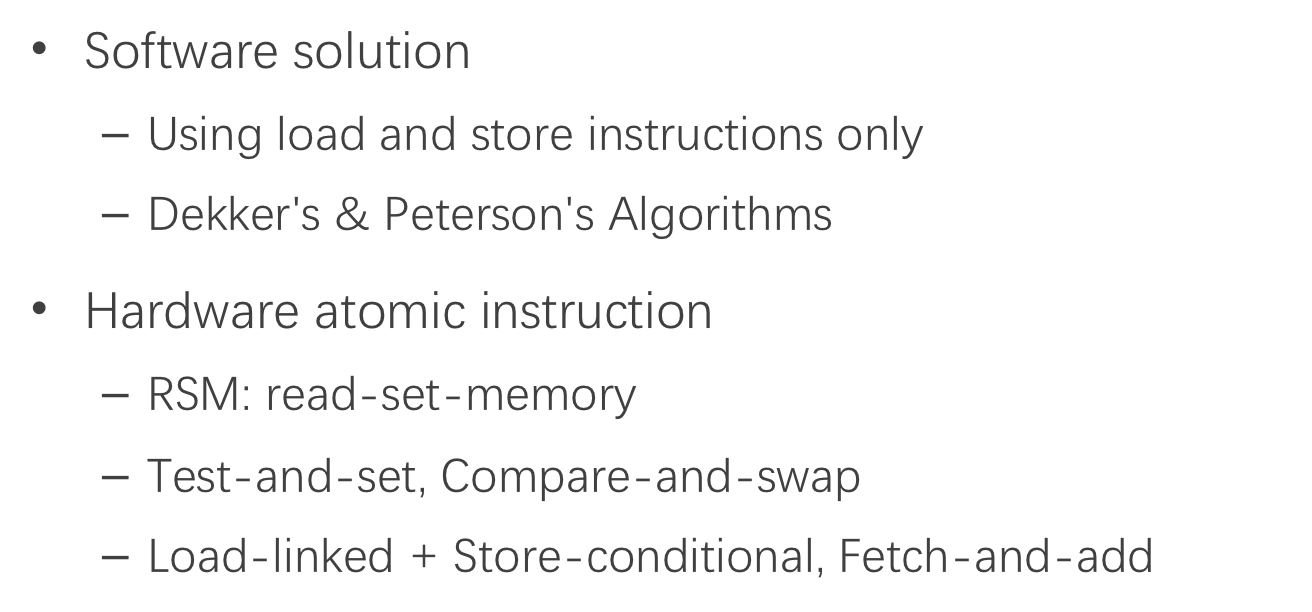 • Software solution
– Using load and store instructions only
– Dekker's & Peterson's Algorithms
• Hardware atomic instruction
– RSM: read-set-memory
– Test-and-set, Compare-and-swap
– Load-linked + Store-conditional, Fetch-and-add